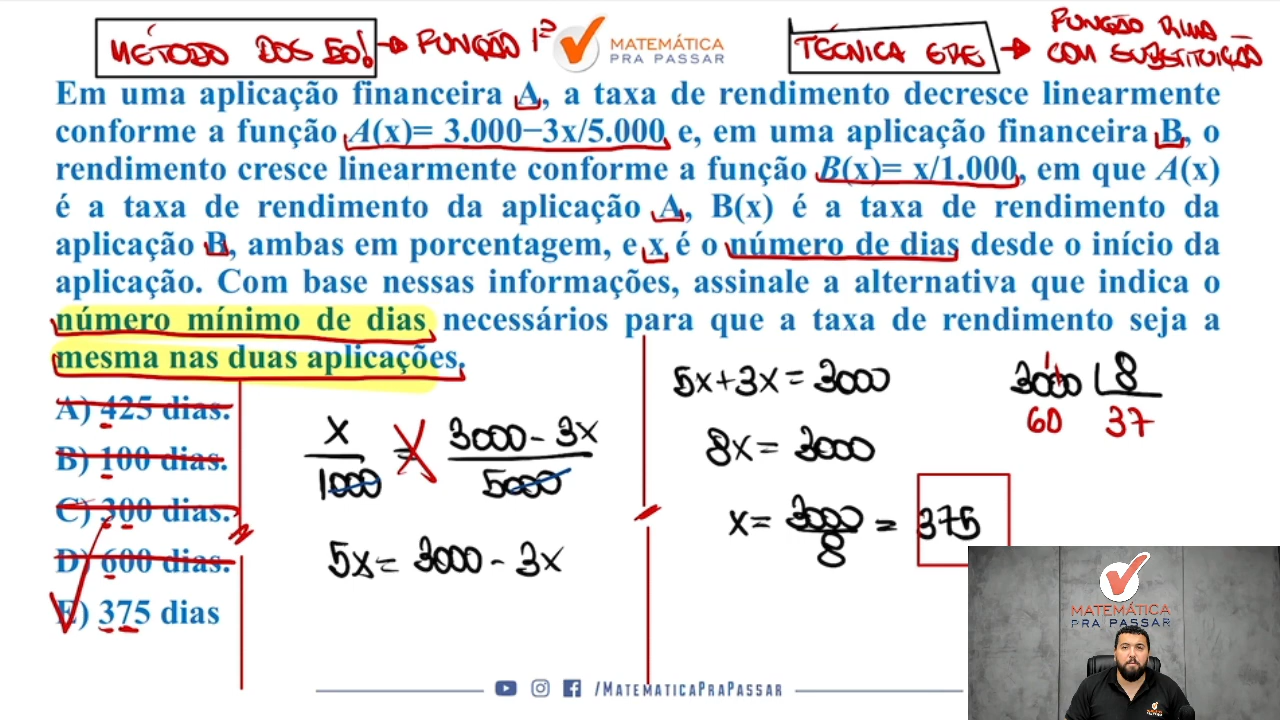 MÉTODO DOS 50! → FUNÇÃO 1º
MATEMÁTICA
PRA PASSAR
TÉCNICA
FUNÇÃO
COM SUBSTITUIÇÃO
Em uma aplicação financeira A, a taxa de rendimento decresce linearmente
conforme a função A(x)= 3.000−3x/5.000 e, em uma aplicação financeira B, o
rendimento cresce linearmente conforme a função B(x)= x/1.000, em que A(x)
é a taxa de rendimento da aplicação A, B(x) é a taxa de rendimento da
aplicação B, ambas em porcentagem, e x é o número de dias desde o início da
aplicação. Com base nessas informações, assinale a alternativa que indica o
número mínimo de dias necessários para que a taxa de rendimento seja a
mesma nas duas aplicações.
A) 425 dias.
B) 100 dias.
C) 300 dias.
D) 600 dias.
E) 375 dias
x/1000 = 3000 - 3x/5000
5x = 3000 - 3x
5x+3x = 3000
8x = 3000
x = 3000/8 = 375
3000 8
60 37
MATEMÁTICA
PRA PASSAR
/MatematicaPraPassar